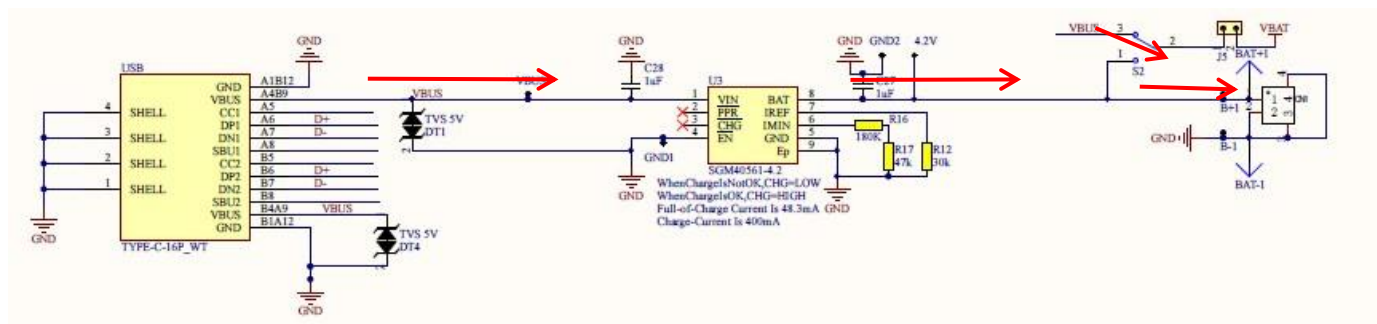 USB
4 SHELL
3 SHELL
2 SHELL
1 SHELL
GND A1B12
VBUS A4B9
CC1 A5
DP1 A6 D+
DN1 A7 D-
SBU1 A8
CC2 B5
DP2 B6 D+
DN2 B7 D-
SBU2 B8
VBUS B4A9 VBUS
GND B1A12
TYPE-C-16P_WT
GND
GND
GND
VBUS
TVS 5V
DT1
2
TVS 5V
DT4
GND
C28
1uF
GND1
GND
U3
1 VIN BAT 8
2 PPR IREF 7
3 CHG IMIN 6
4 EN GND 5
Ep 9
SGM40561-4.2
WhenChargeIsNotOK,CHG=LOW
WhenChargeIsOK,CHG=HIGH
Full-of-Charge Current Is 48.3mA
Charge-Current Is 400mA
GND GND2 4.2V
C27
1uF
R16
180K
R17
47k
R12
30k
GND
VBUS 3
2
1
S2
J5
VBAT
BAT+1
B+1
1
2
4
3
GND
B-1
BAT-1